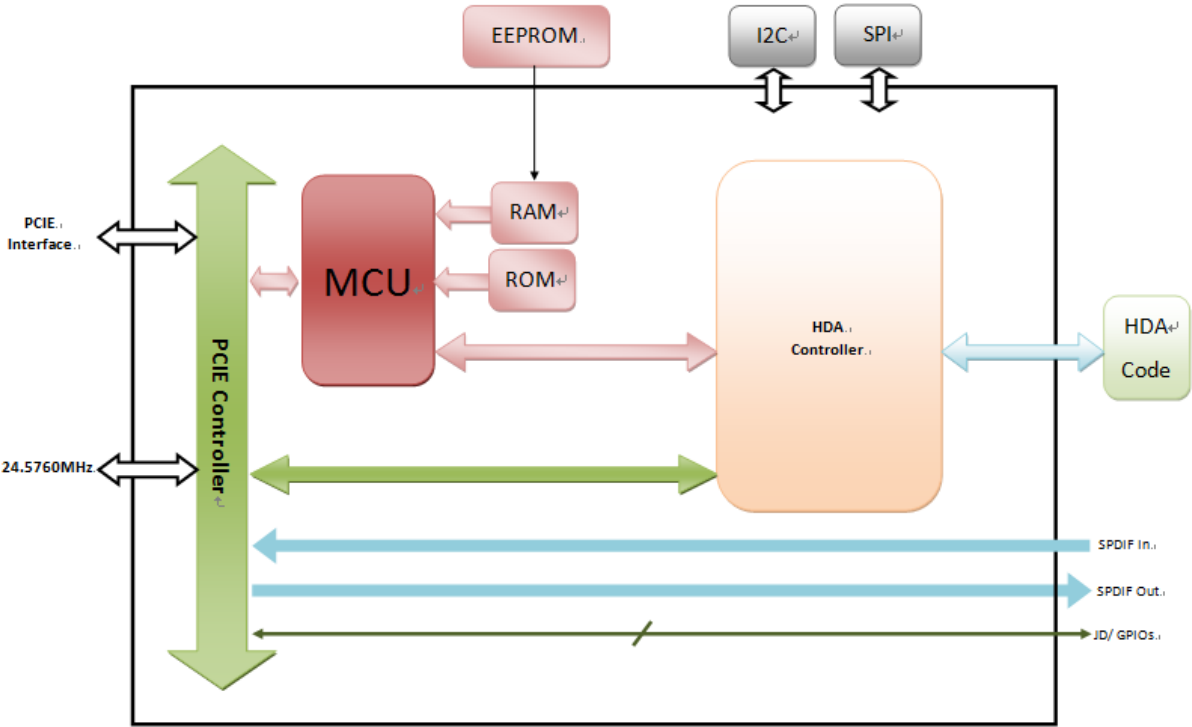 EEPROM.
I2C↵
SPI↵
PCIE.
Interface.
MCU↵
RAM↵
ROM↵
HDA.
Controller.
HDA↵
Code
PCIE Controller↵
24.5760MHz.
SPDIF In.
SPDIF Out.
JD/ GPIOs.